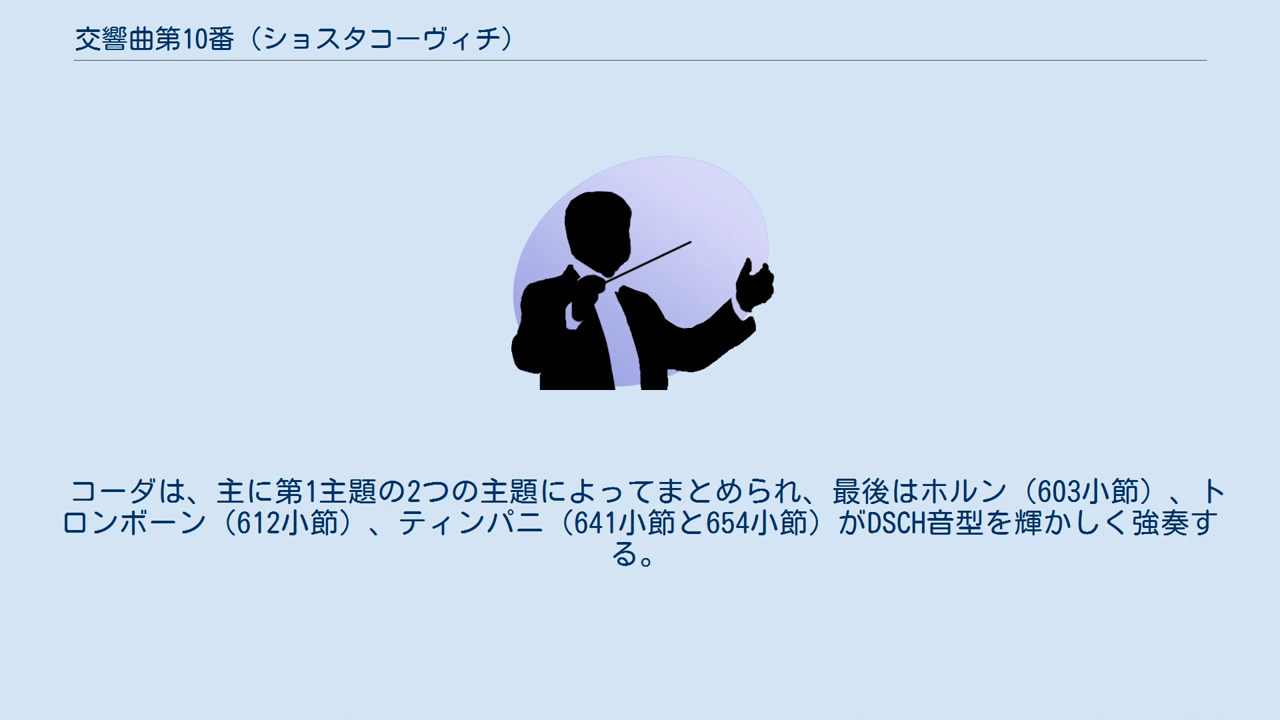 交響曲第10番（ショスタコーヴィチ）
コーダは、主に第1主題の2つの主題によってまとめられ、最後はホルン（603小節）、ト
ロンボーン（612小節）、ティンパニ（641小節と654小節）がDSCH音型を輝かしく強奏す
る。